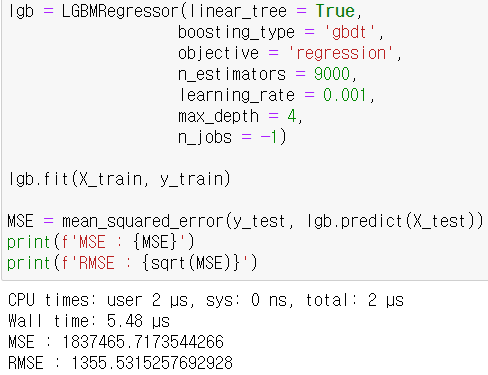 lgb = LGBMRegressor(linear_tree = True,
boosting_type = 'gbdt',
objective = 'regression',
n_estimators = 9000,
learning_rate = 0.001,
max_depth = 4,
n_jobs = -1)
lgb.fit(X_train, y_train)
MSE = mean_squared_error(y_test, lgb.predict(X_test))
print(f'MSE : {MSE}')
print(f'RMSE : {sqrt(MSE)}')
CPU times: user 2 µs, sys: 0 ns, total: 2 µs
Wall time: 5.48 µs
MSE : 1837465.7173544266
RMSE : 1355.5315257692928